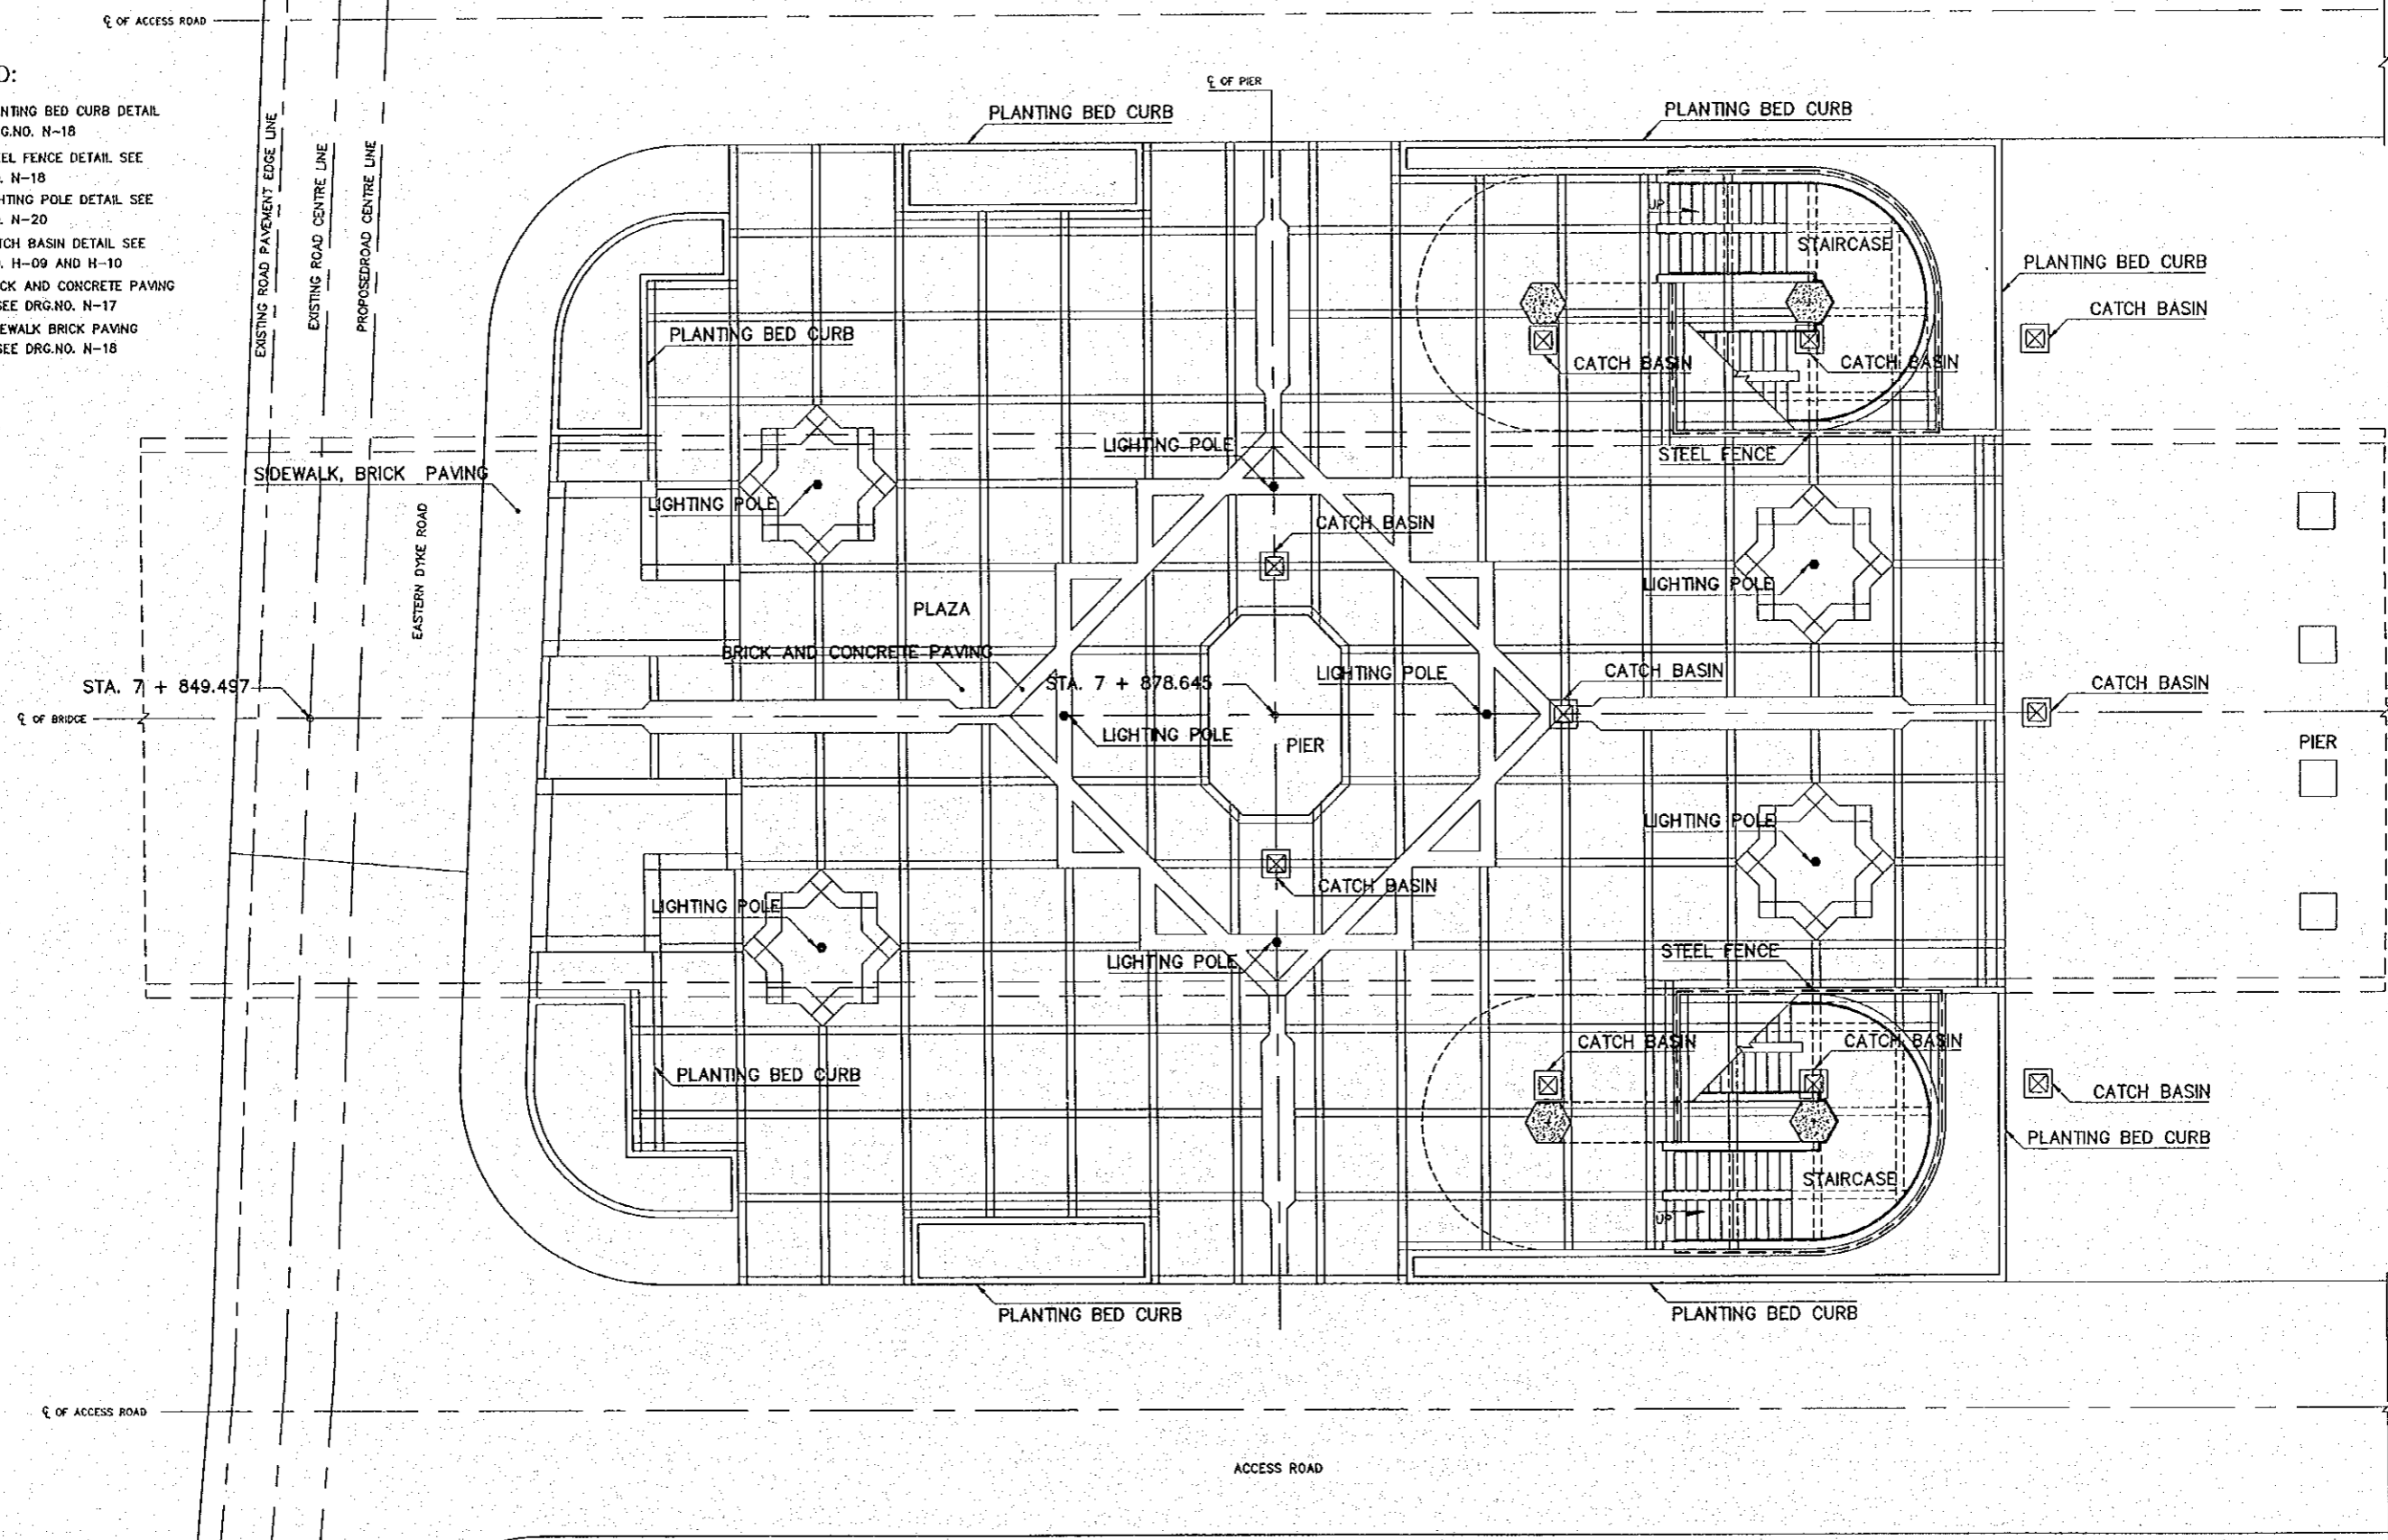 ℄ OF ACCESS ROAD
O:
NTING BED CURB DETAIL
G.NO. N-18
EL FENCE DETAIL SEE
. N-18
HTING POLE DETAIL SEE
. N-20
TCH BASIN DETAIL SEE
. H-09 AND H-10
CK AND CONCRETE PAVING
SEE DRG.NO. N-17
EWALK BRICK PAVING
SEE DRG.NO. N-18
EXISTING ROAD PAVEMENT EDGE LINE
EXISTING ROAD CENTRE LINE
PROPOSEDROAD CENTRE LINE
℄ OF PIER
PLANTING BED CURB
PLANTING BED CURB
UP
STAIRCASE
PLANTING BED CURB
CATCH BASIN
PLANTING BED CURB
CATCH BASIN
CATCH BASIN
LIGHTING POLE
STEEL FENCE
SIDEWALK, BRICK PAVING
LIGHTING POLE
EASTERN DYKE ROAD
CATCH BASIN
LIGHTING POLE
PLAZA
BRICK AND CONCRETE PAVING
STA. 7 + 849.497
STA. 7 + 878.645
LIGHTING POLE
CATCH BASIN
CATCH BASIN
℄ OF BRIDGE
LIGHTING POLE
PIER
PIER
LIGHTING POLE
CATCH BASIN
LIGHTING POLE
LIGHTING POLE
STEEL FENCE
CATCH BASIN
CATCH BASIN
PLANTING BED CURB
CATCH BASIN
PLANTING BED CURB
STAIRCASE
UP
PLANTING BED CURB
PLANTING BED CURB
℄ OF ACCESS ROAD
ACCESS ROAD